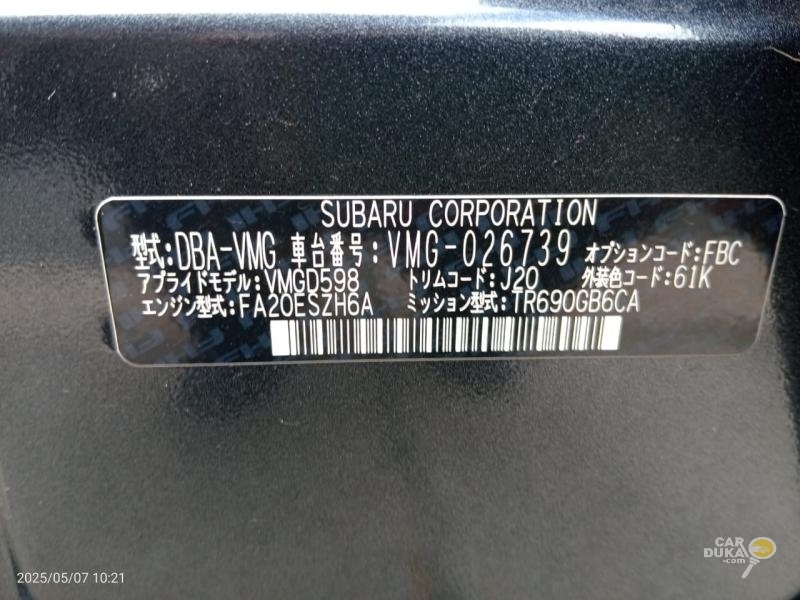 SUBARU CORPORATION
型式:DBA-VMG 車台番号:VMG-026739 オプションコード:FBC
アプライドモデル:VMGD598 トリムコード:J20 外装色コード:61K
エンジン型式:FA20ESZH6A ミッション型式:TR690GB6CA
2025/05/07 10:21
CAR
DUKA
.com